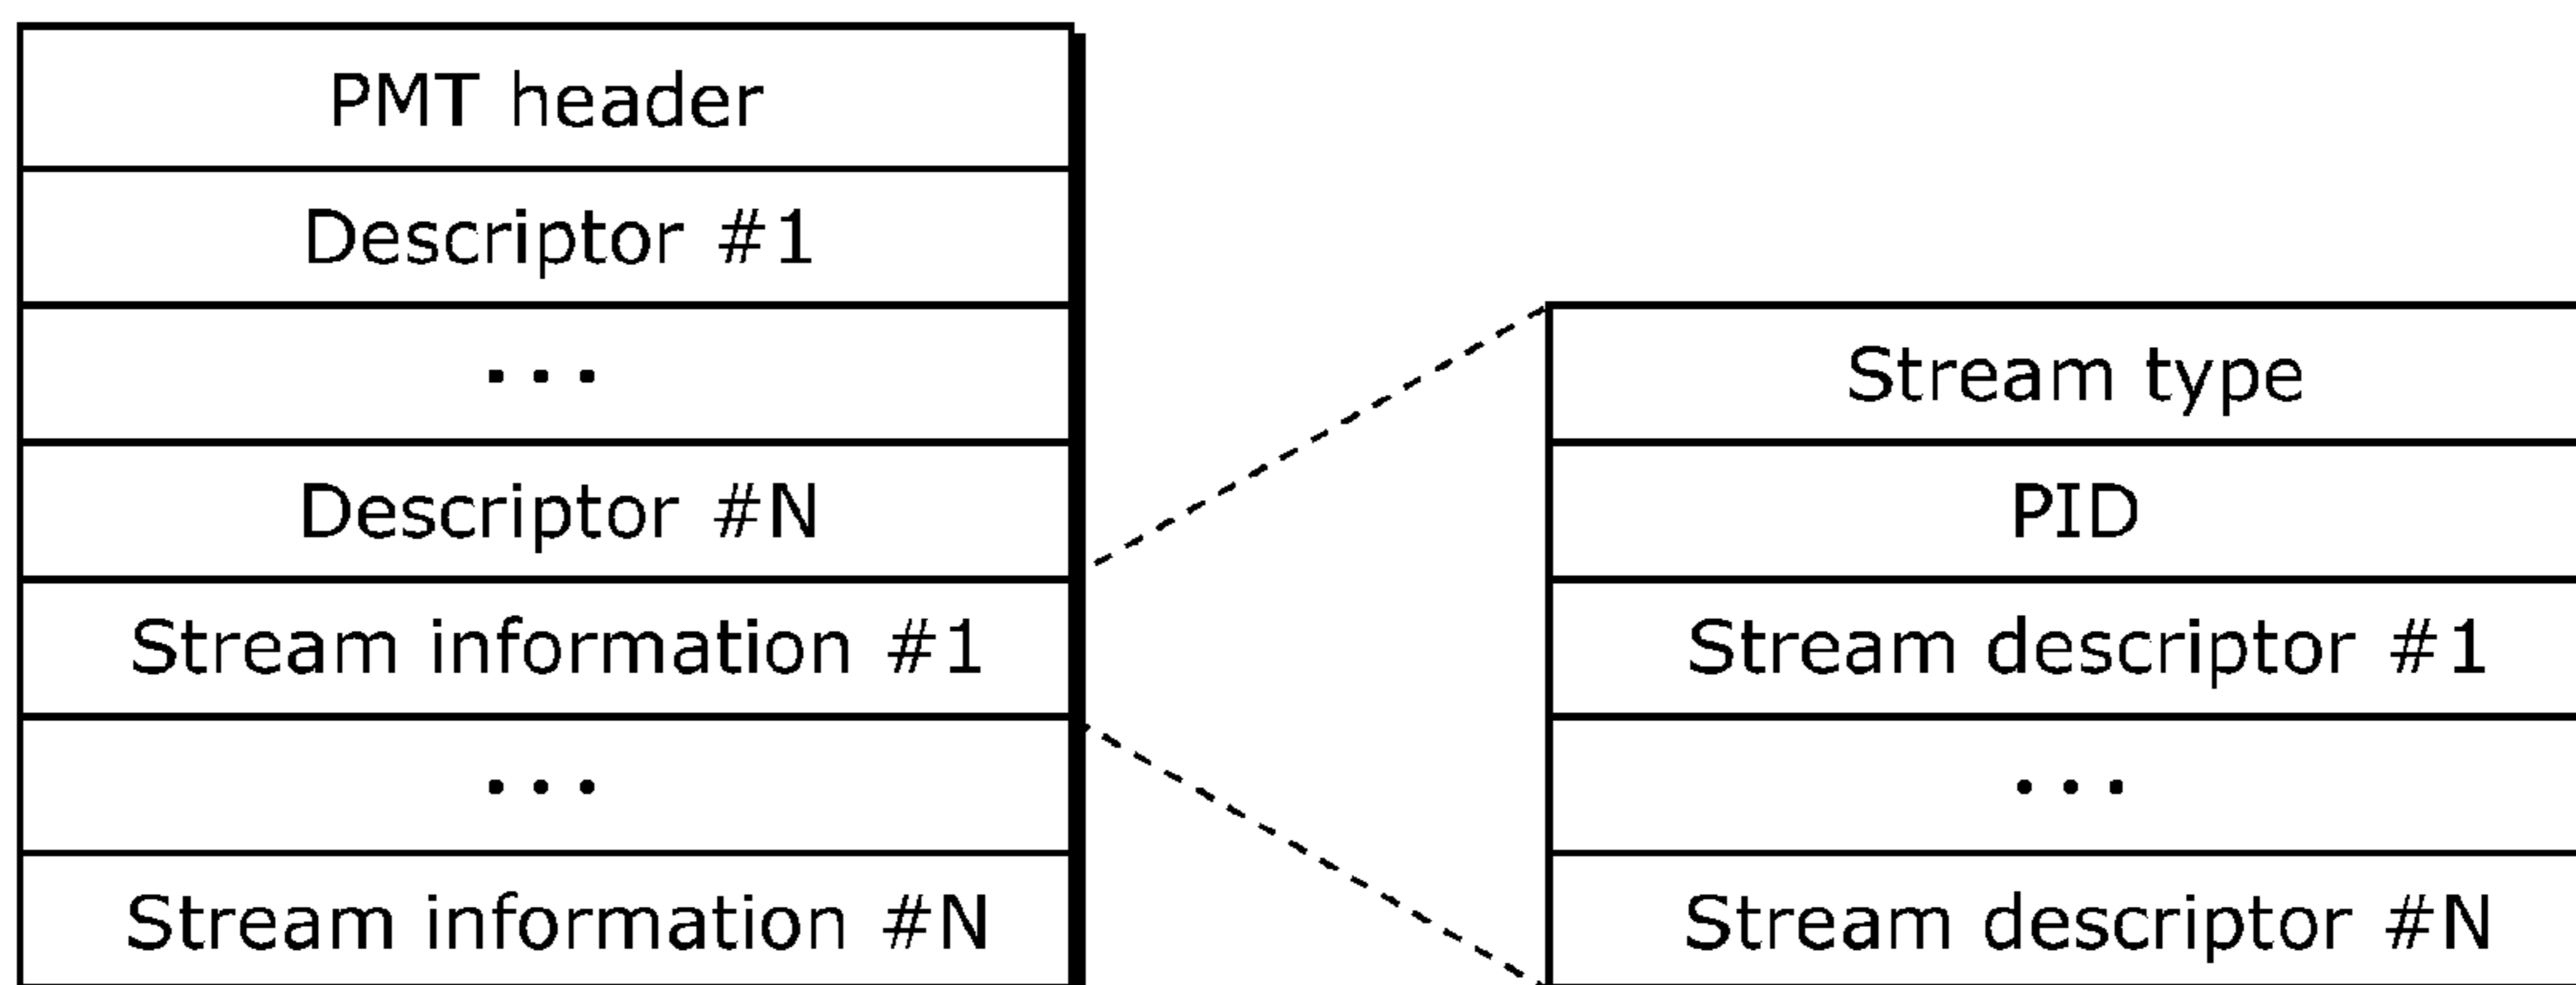 PMT header
Descriptor #1
...
Descriptor #N
Stream information #1
...
Stream information #N
Stream type
PID
Stream descriptor #1
...
Stream descriptor #N